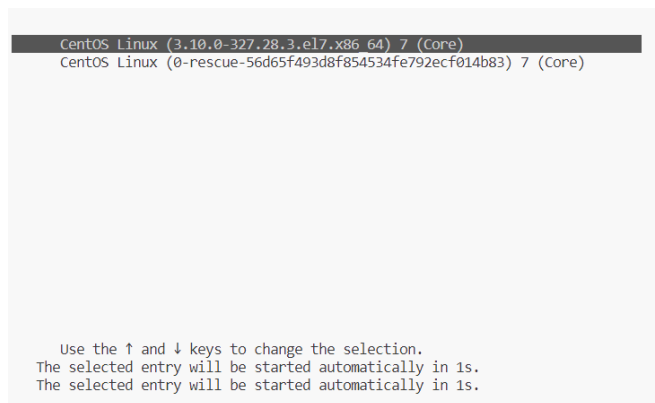 CentOS Linux (3.10.0-327.28.3.el7.x86_64) 7 (Core)
CentOS Linux (0-rescue-56d65f493d8f854534fe792ecf014b83) 7 (Core)
Use the ↑ and ↓ keys to change the selection.
The selected entry will be started automatically in 1s.
The selected entry will be started automatically in 1s.